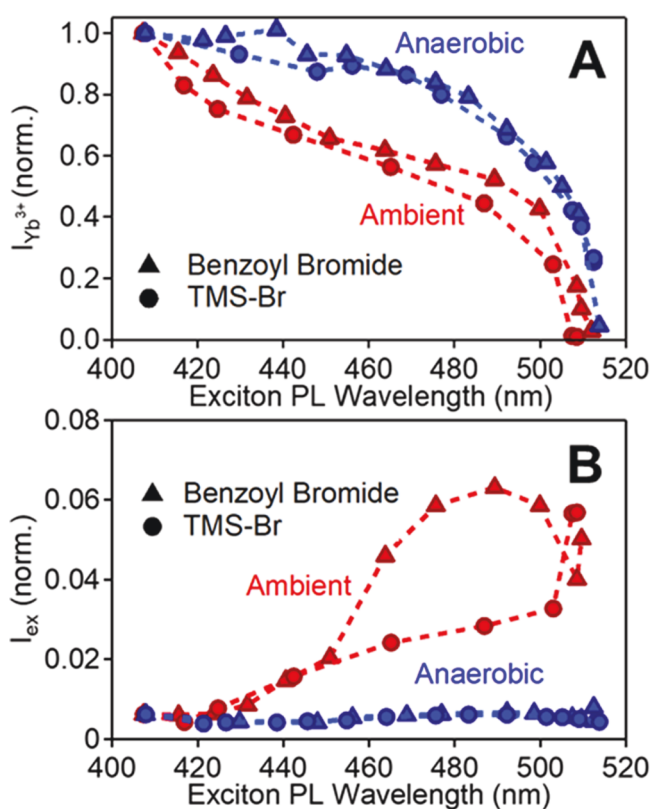 1.0
0.8
0.6
0.4
0.2
0.0
I_Yb³⁺ (norm.)
Anaerobic
A
Ambient
Benzoyl Bromide
TMS-Br
400 420 440 460 480 500 520
Exciton PL Wavelength (nm)
0.08
0.06
0.04
0.02
0
I_ex (norm.)
B
Benzoyl Bromide
TMS-Br
Ambient
Anaerobic
400 420 440 460 480 500 520
Exciton PL Wavelength (nm)